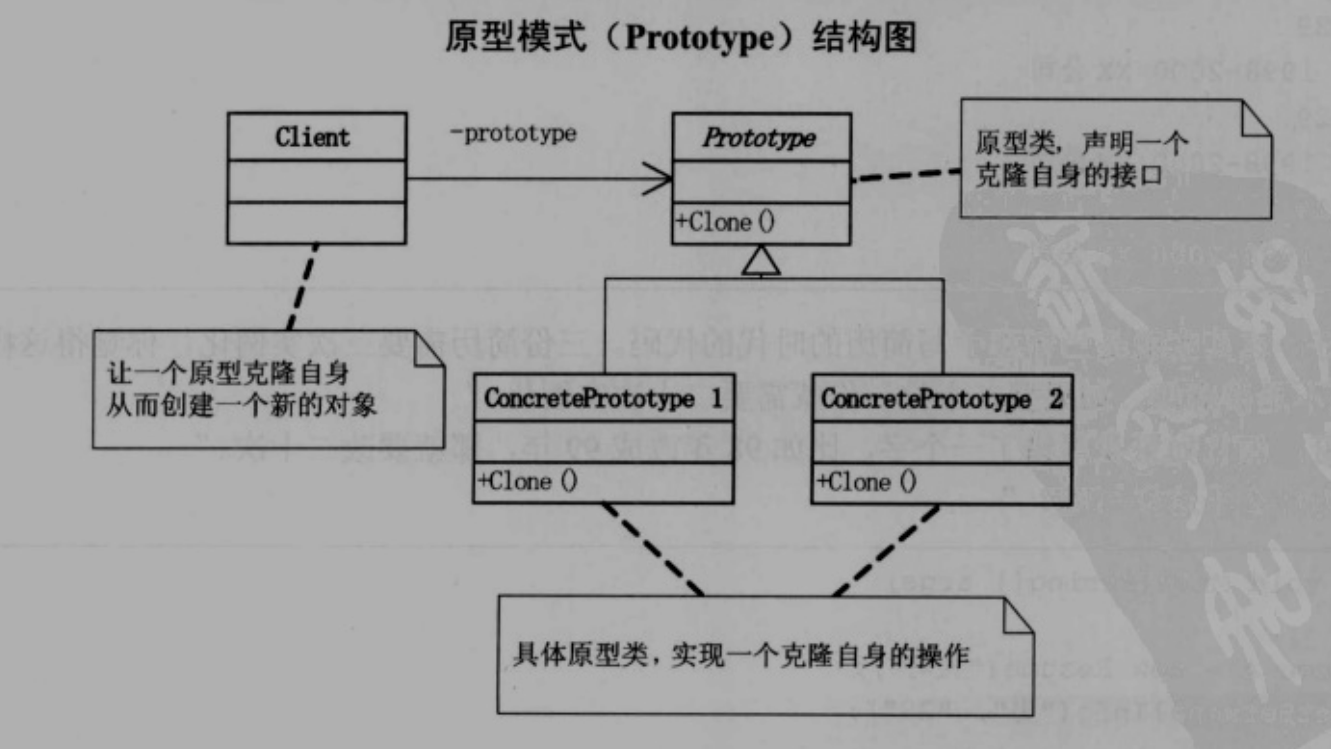 原型模式（Prototype）结构图
Client
-prototype
Prototype
+Clone()
原型类，声明一个
克隆自身的接口
让一个原型克隆自身
从而创建一个新的对象
ConcretePrototype 1
+Clone()
ConcretePrototype 2
+Clone()
具体原型类，实现一个克隆自身的操作